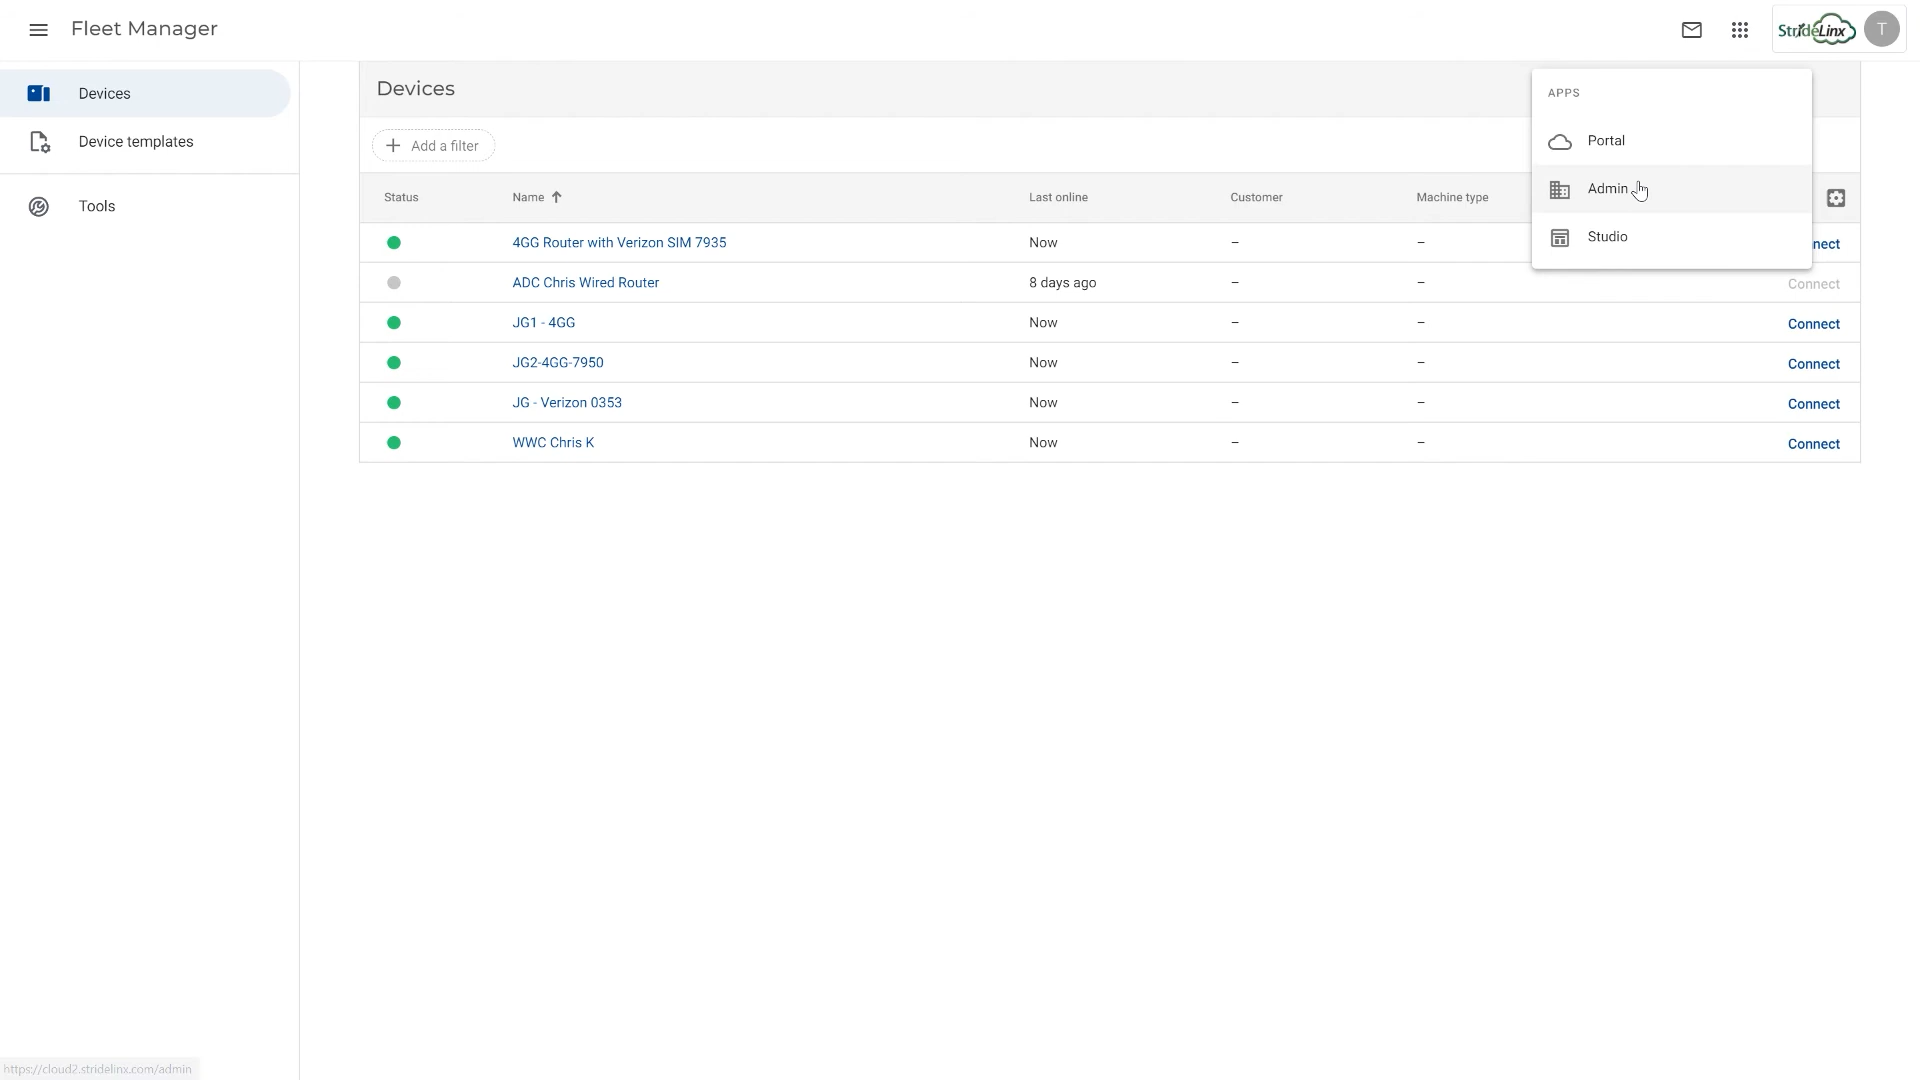 Fleet Manager
StrideLinx
T
Devices
Device templates
Tools
Devices
Add a filter
APPS
Portal
Admin
Studio
Status Name Last online Customer Machine type
4GG Router with Verizon SIM 7935 Now – – nnect
ADC Chris Wired Router 8 days ago – – Connect
JG1 - 4GG Now – – Connect
JG2-4GG-7950 Now – – Connect
JG - Verizon 0353 Now – – Connect
WWC Chris K Now – – Connect
https://cloud2.stridelinx.com/admin